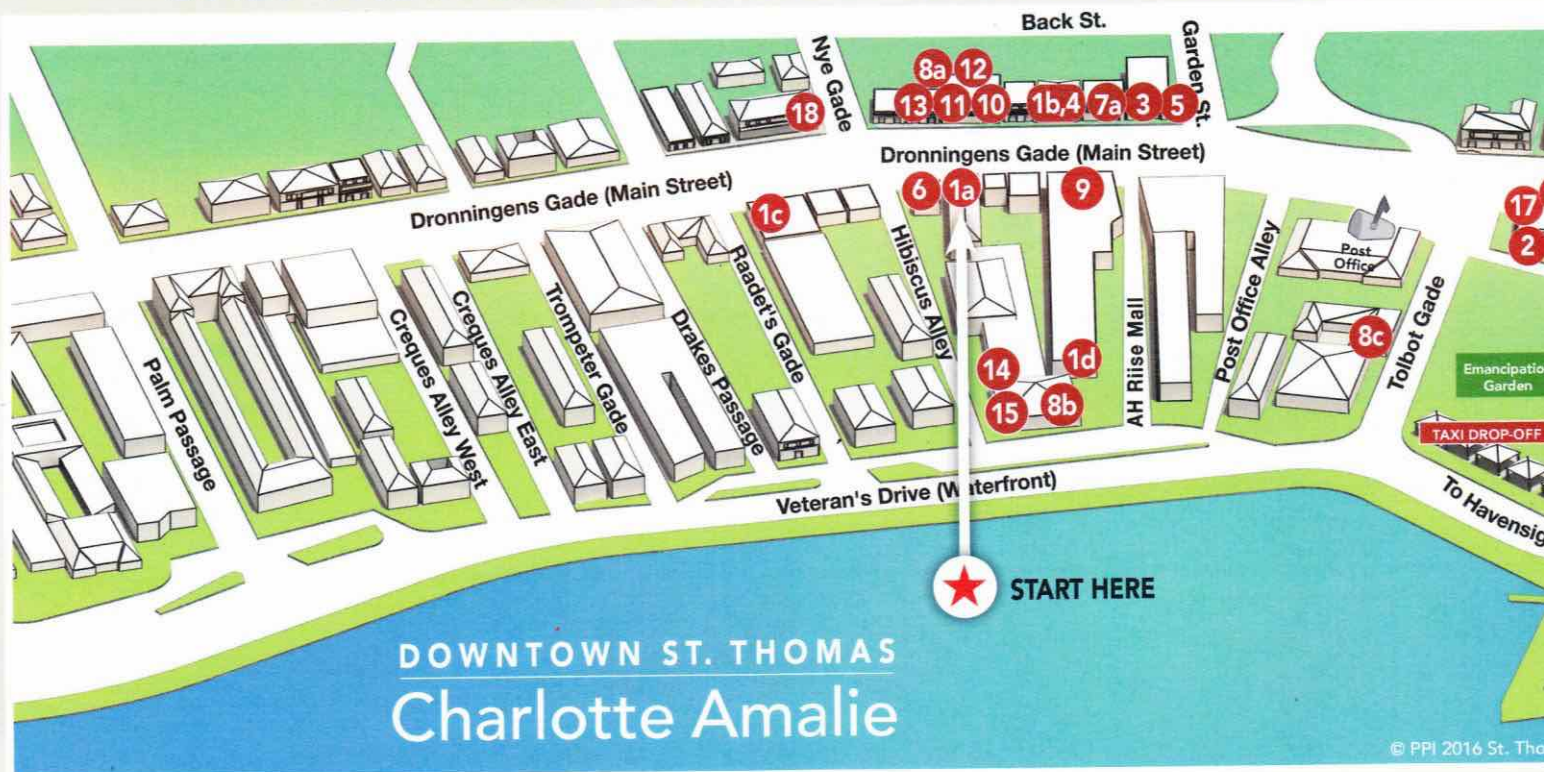 Back St.
Nye Gade
Garden St.
8a
12
18
13
11
10
1b,4
7a
3
5
Dronningens Gade (Main Street)
Dronningens Gade (Main Street)
1c
6
1a
9
17
2
Post
Office
Palm Passage
Creques Alley West
Creques Alley East
Trompeter Gade
Drakes Passage
Raadet's Gade
Hibiscus Alley
AH Riise Mall
Post Office Alley
Tolbot Gade
14
15
1d
8b
8c
Garden
TAXI DROP-OFF
Veteran's Drive (Waterfront)
To
START HERE
DOWNTOWN ST. THOMAS
Charlotte Amalie
© PPI 2016 St.